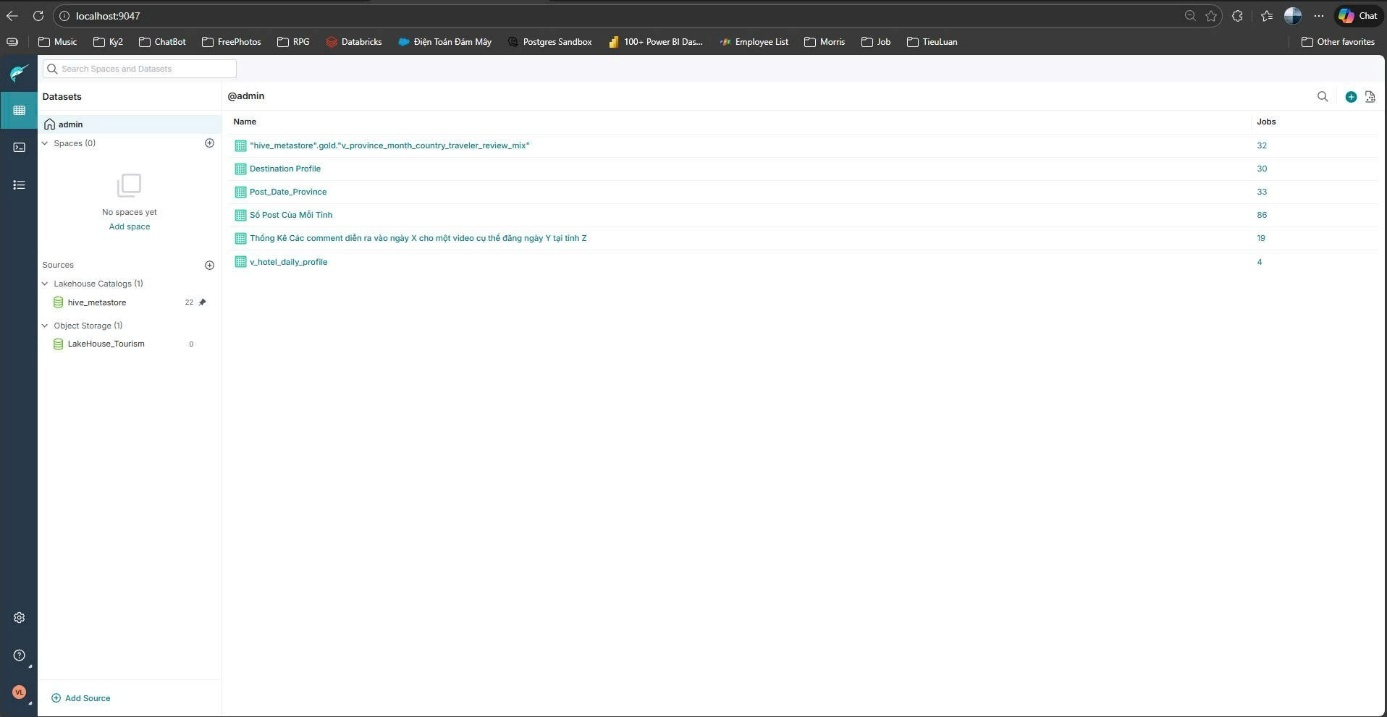 localhost:9047
Chat
Music Ky2 ChatBot FreePhotos RPG Databricks Điện Toán Đám Mây Postgres Sandbox 100+ Power BI Das... Employee List Morris Job TieuLuan Other favorites
Search Spaces and Datasets
Datasets
@admin
admin
Name Jobs
Spaces (0)
"hive_metastore".gold."v_province_month_country_traveler_review_mix" 32
Destination Profile 30
Post_Date_Province 33
No spaces yet
Số Post Của Mỗi Tỉnh 86
Add space
Thống Kê Các comment diễn ra vào ngày X cho một video cụ thể đăng ngày Y tại tỉnh Z 19
v_hotel_daily_profile 4
Sources
Lakehouse Catalogs (1)
hive_metastore 22
Object Storage (1)
LakeHouse_Tourism 0
VL
Add Source